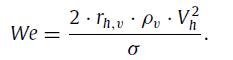 We = \frac{2 \cdot r_{h,v} \cdot \rho_v \cdot V_h^2}{\sigma}.